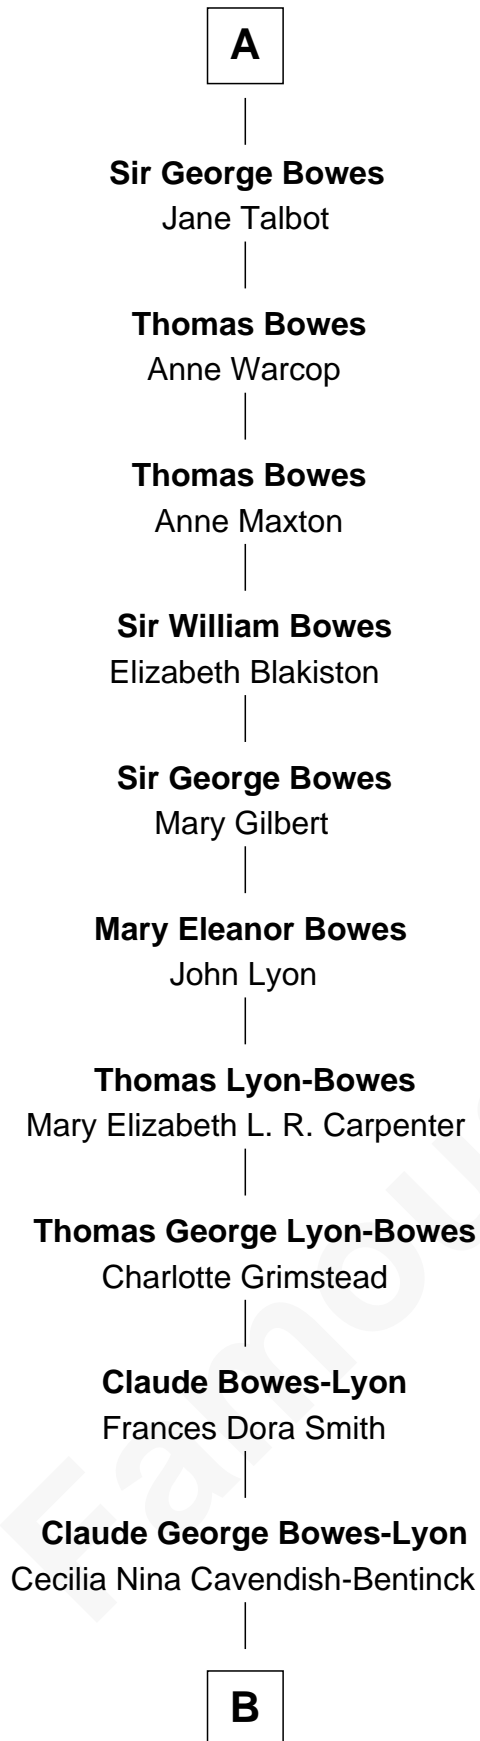 A
Sir George Bowes
Jane Talbot
Thomas Bowes
Anne Warcop
Thomas Bowes
Anne Maxton
Sir William Bowes
Elizabeth Blakiston
Sir George Bowes
Mary Gilbert
Mary Eleanor Bowes
John Lyon
Thomas Lyon-Bowes
Mary Elizabeth L. R. Carpenter
Thomas George Lyon-Bowes
Charlotte Grimstead
Claude Bowes-Lyon
Frances Dora Smith
Claude George Bowes-Lyon
Cecilia Nina Cavendish-Bentinck
B